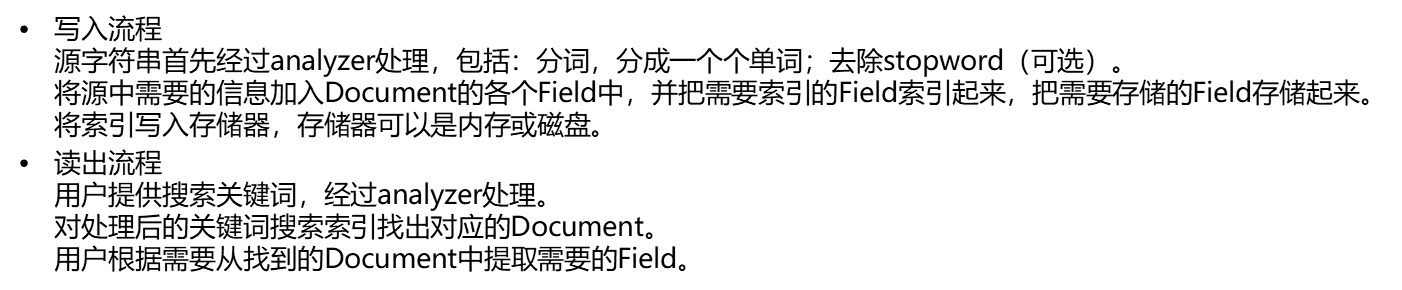 • 写入流程
源字符串首先经过analyzer处理，包括：分词，分成一个个单词；去除stopword（可选）。
将源中需要的信息加入Document的各个Field中，并把需要索引的Field索引起来，把需要存储的Field存储起来。
将索引写入存储器，存储器可以是内存或磁盘。
• 读出流程
用户提供搜索关键词，经过analyzer处理。
对处理后的关键词搜索索引找出对应的Document。
用户根据需要从找到的Document中提取需要的Field。